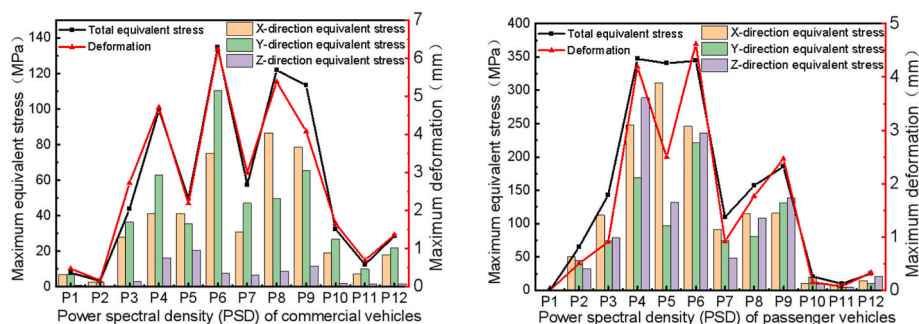 Total equivalent stress
Deformation
X-direction equivalent stress
Y-direction equivalent stress
Z-direction equivalent stress
Maximum equivalent stress（MPa）
140
120
100
80
60
40
20
0
7
6
5
4
3
2
1
0
Maximum deformation（mm）
P1 P2 P3 P4 P5 P6 P7 P8 P9 P10 P11 P12
Power spectral density (PSD) of commercial vehicles
Total equivalent stress
Deformation
X-direction equivalent stress
Y-direction equivalent stress
Z-direction equivalent stress
Maximum equivalent stress（MPa）
400
350
300
250
200
150
100
50
0
5
4
3
2
1
0
Maximum deformation（mm）
P1 P2 P3 P4 P5 P6 P7 P8 P9 P10 P11 P12
Power spectral density (PSD) of passenger vehicles